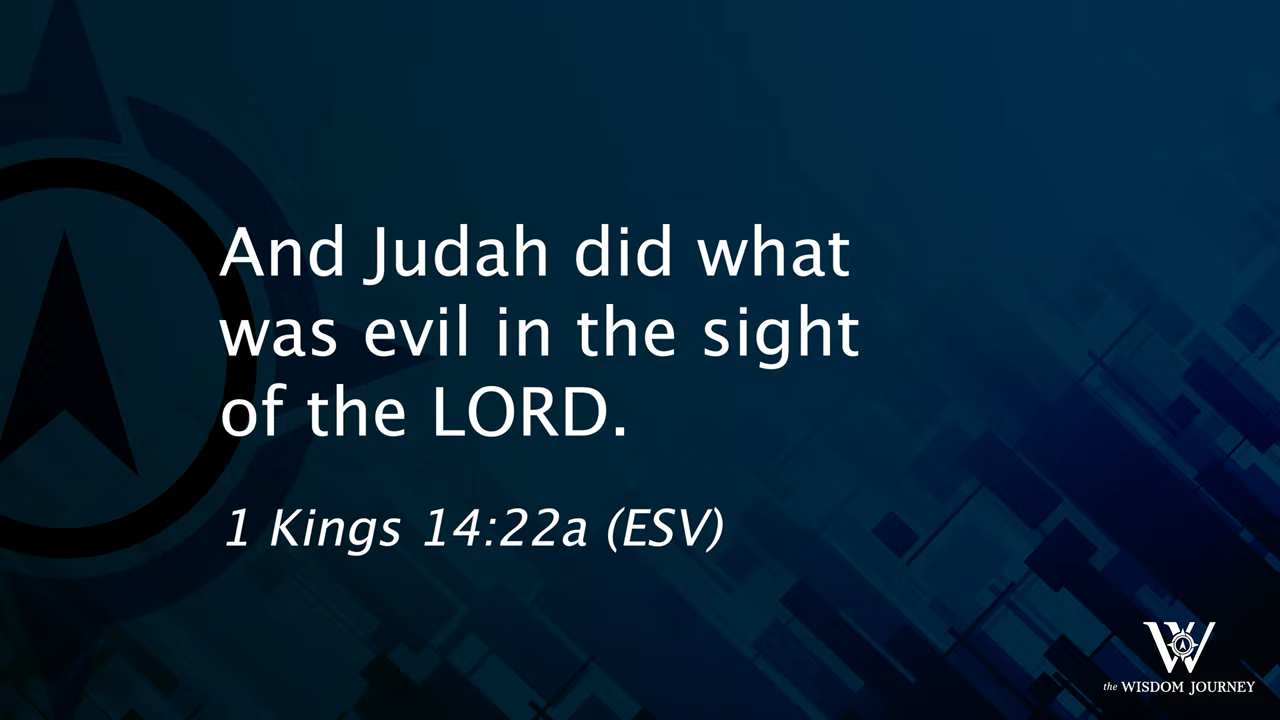 And Judah did what
was evil in the sight
of the LORD.
1 Kings 14:22a (ESV)
W
the WISDOM JOURNEY